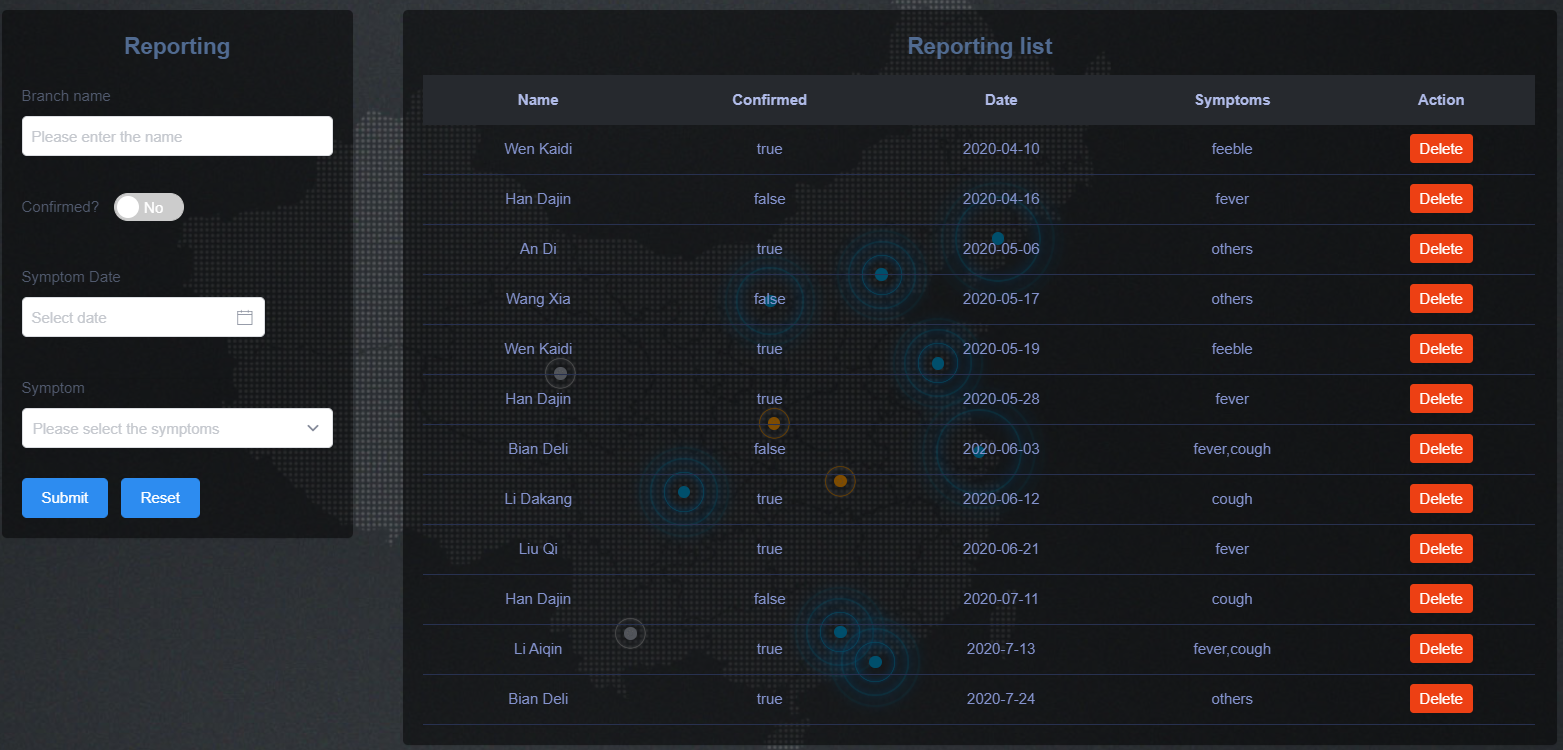 Reporting
Branch name
Please enter the name
Confirmed? No
Symptom Date
Select date
Symptom
Please select the symptoms
Submit Reset
Reporting list
Name Confirmed Date Symptoms Action
Wen Kaidi true 2020-04-10 feeble Delete
Han Dajin false 2020-04-16 fever Delete
An Di true 2020-05-06 others Delete
Wang Xia false 2020-05-17 others Delete
Wen Kaidi true 2020-05-19 feeble Delete
Han Dajin true 2020-05-28 fever Delete
Bian Deli false 2020-06-03 fever,cough Delete
Li Dakang true 2020-06-12 cough Delete
Liu Qi true 2020-06-21 fever Delete
Han Dajin false 2020-07-11 cough Delete
Li Aiqin true 2020-7-13 fever,cough Delete
Bian Deli true 2020-7-24 others Delete